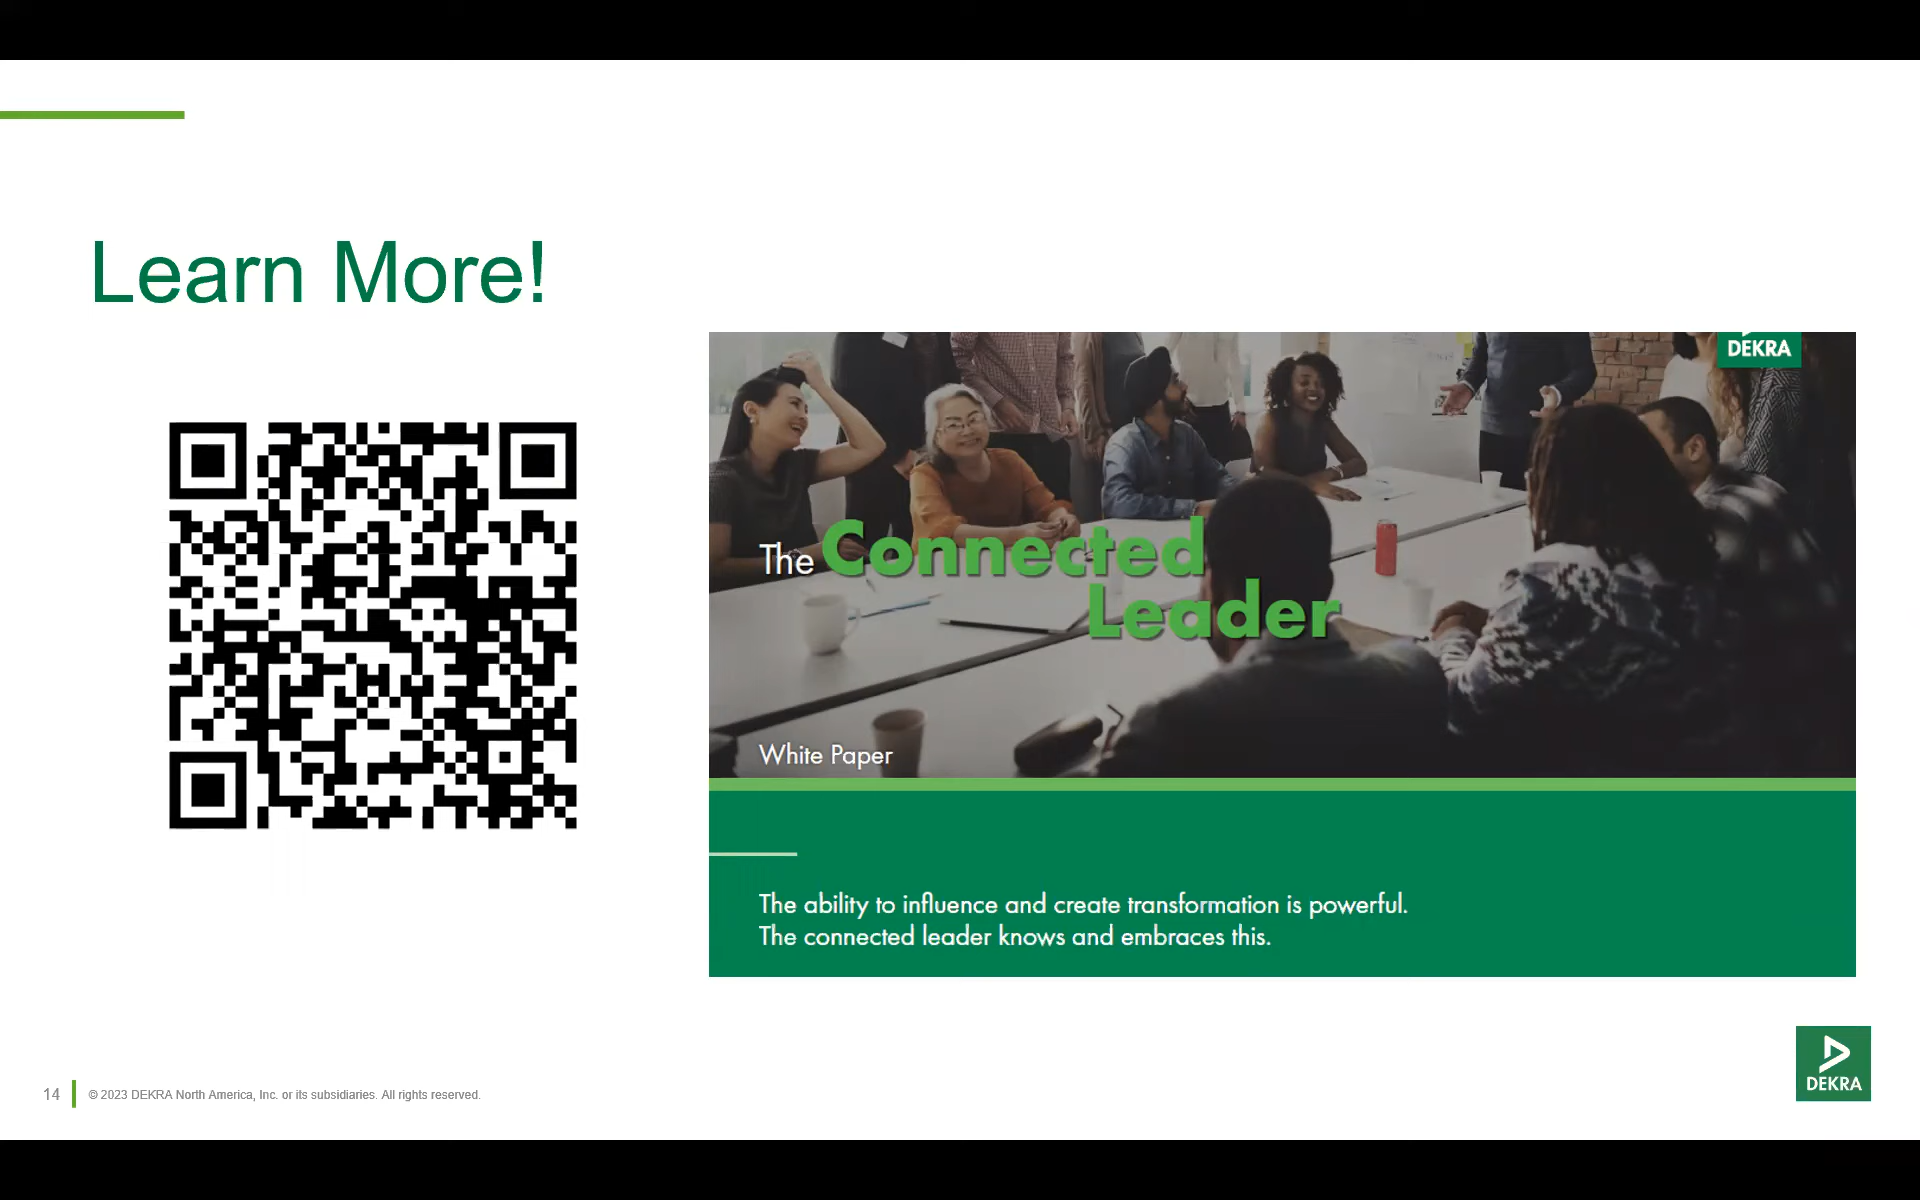 Learn More!
DEKRA
The Connected
Leader
White Paper
The ability to influence and create transformation is powerful.
The connected leader knows and embraces this.
14
© 2023 DEKRA North America, Inc. or its subsidiaries. All rights reserved.
DEKRA